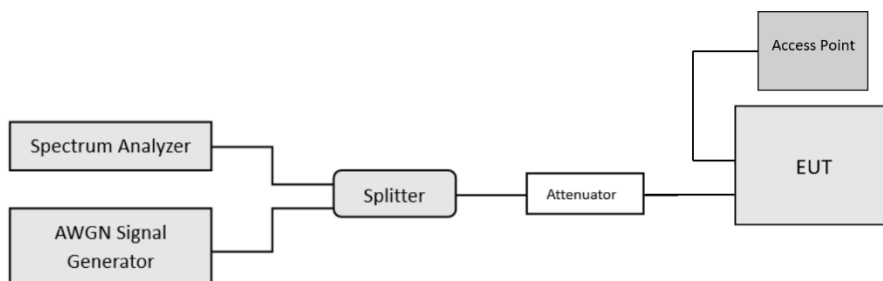 Access Point
Spectrum Analyzer
EUT
Splitter
Attenuator
AWGN Signal
Generator